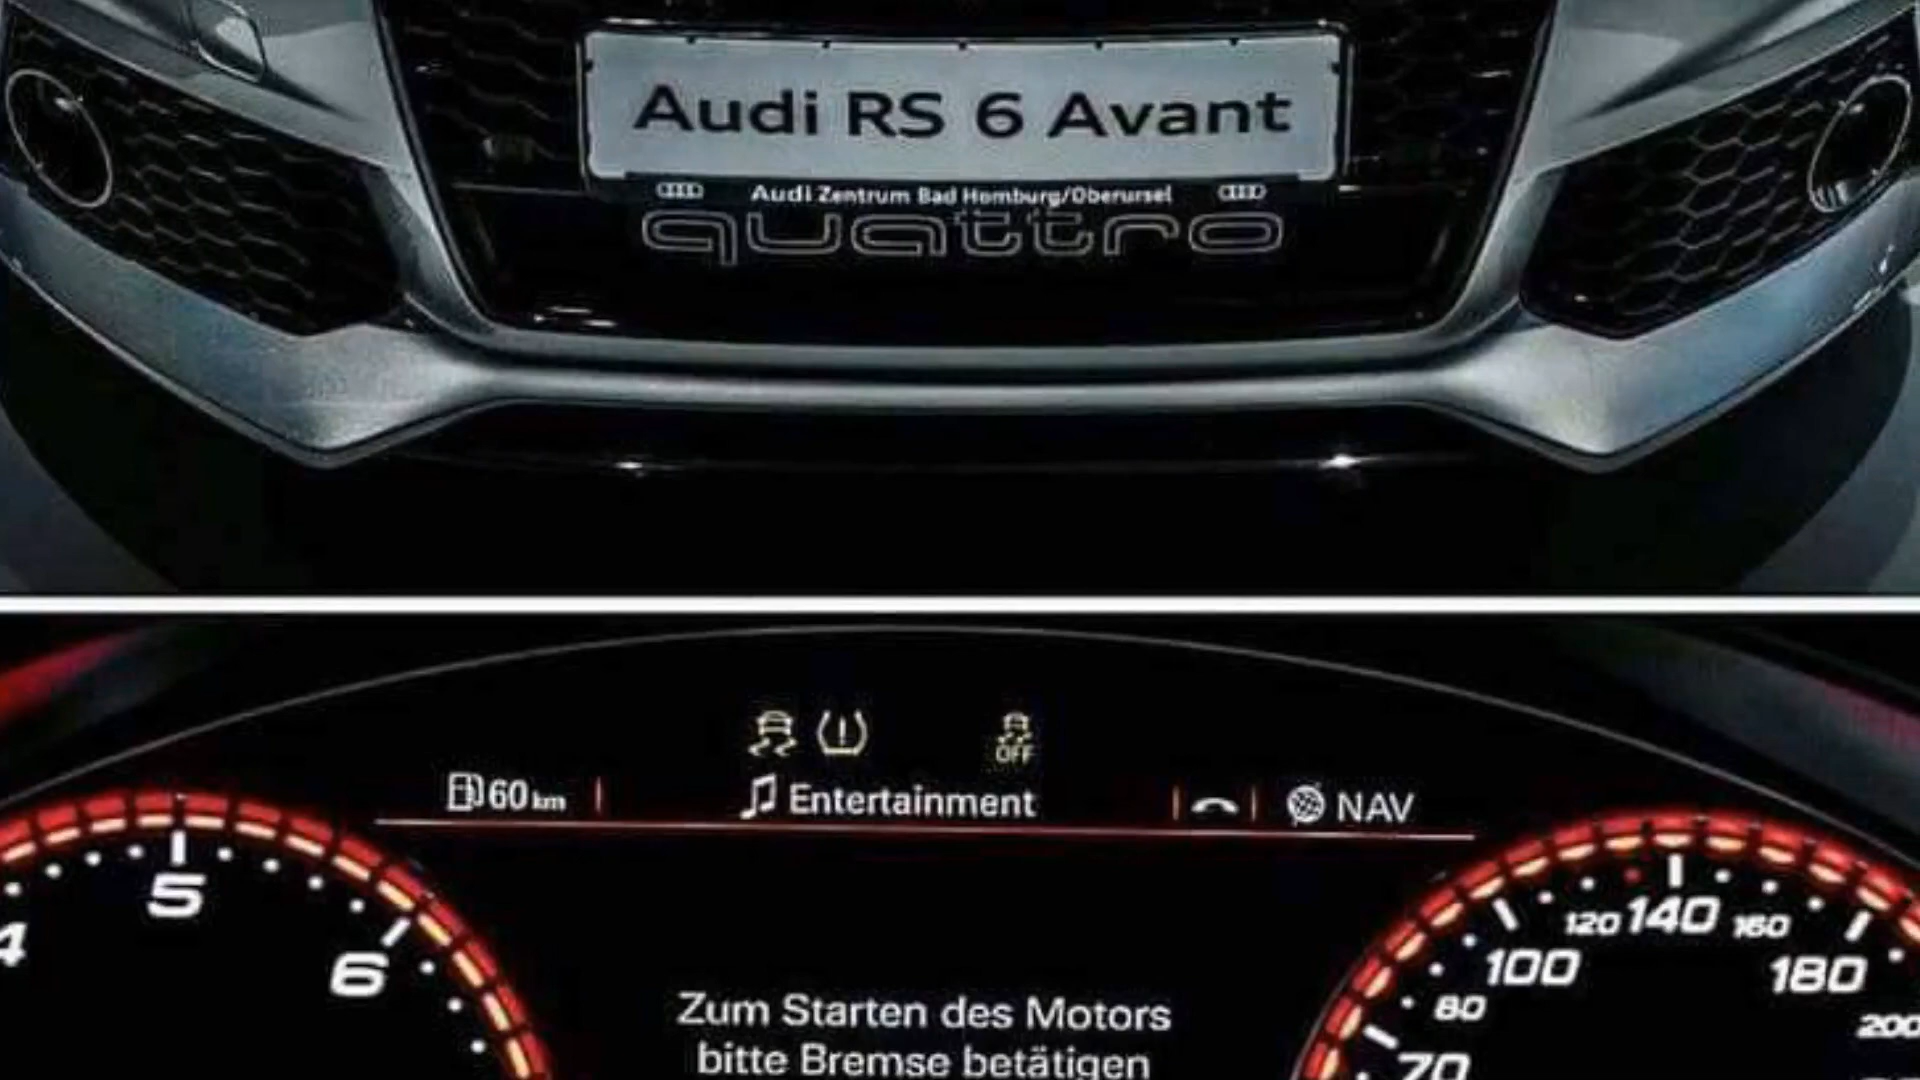 Audi RS 6 Avant
Audi Zentrum Bad Homburg/Oberursel
quattro
OFF
60 km
Entertainment
NAV
4
5
6
Zum Starten des Motors
bitte Bremse betätigen
70
80
100
120
140
160
180
200